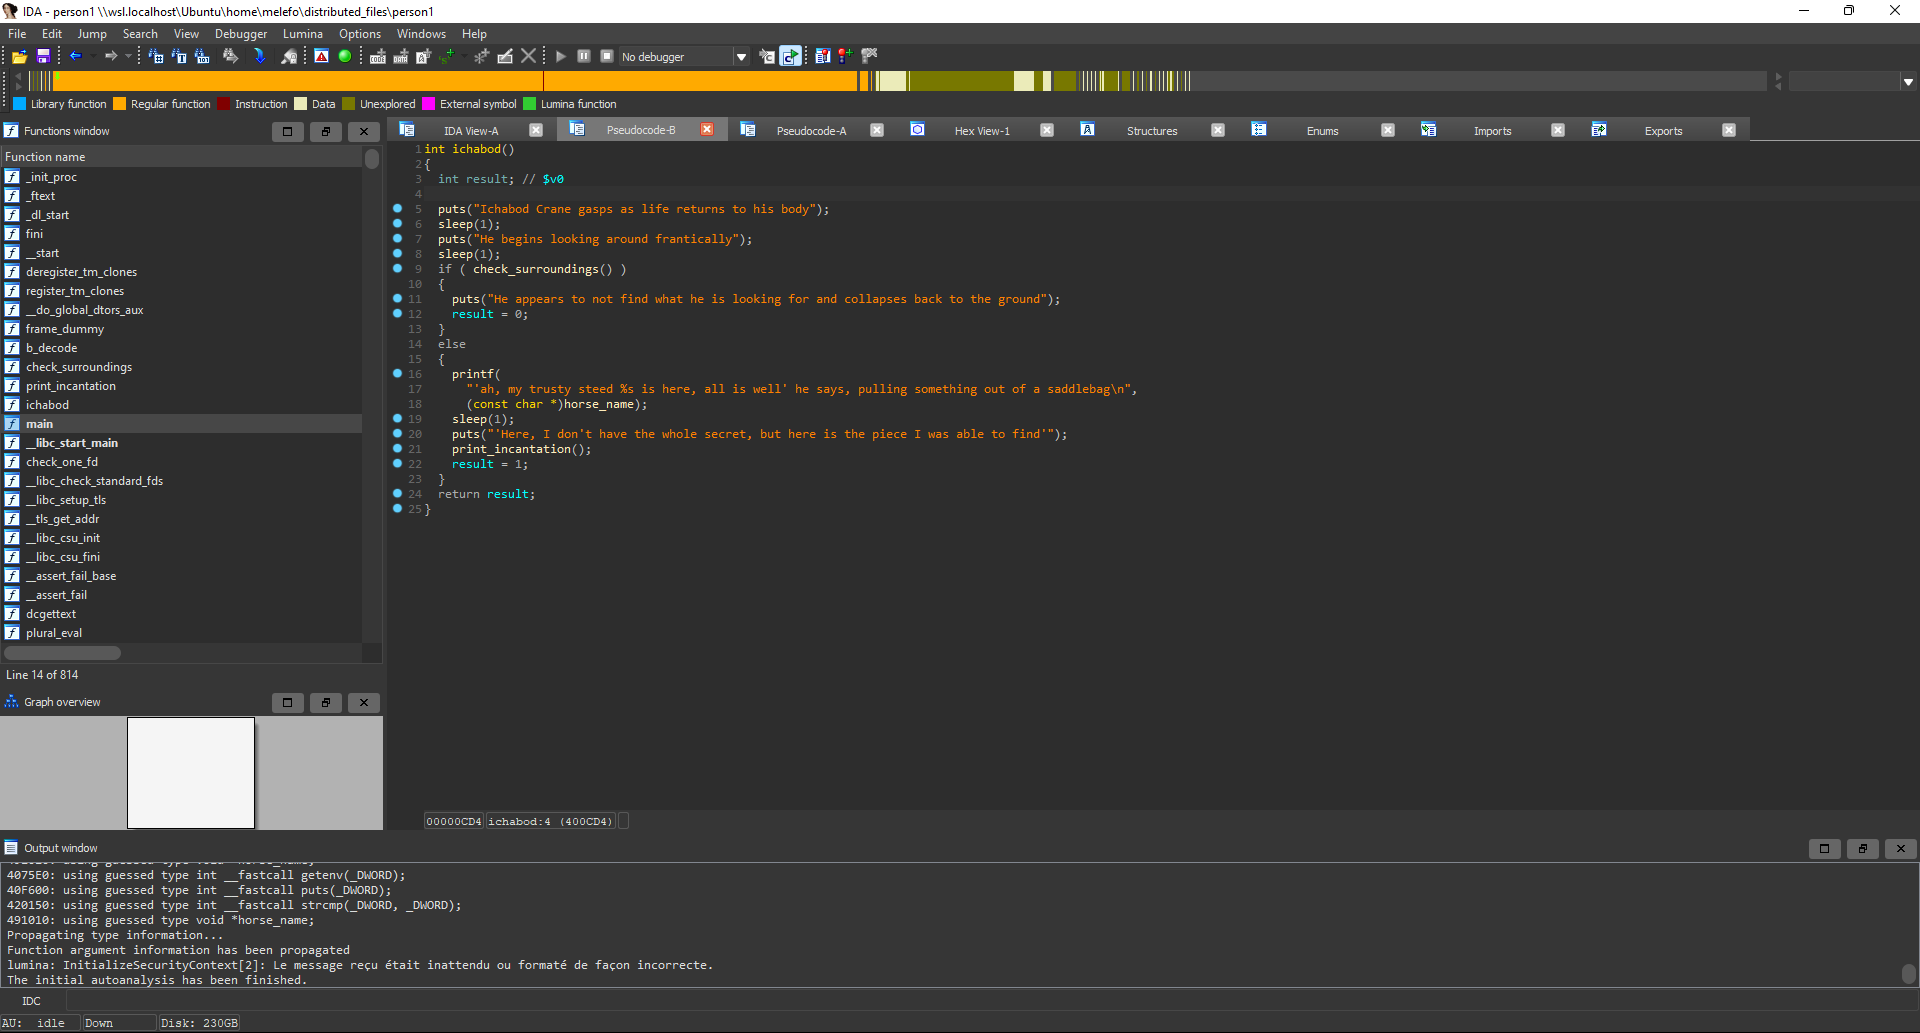 IDA - person1 \\wsl.localhost\Ubuntu\home\melefo\distributed_files\person1
File Edit Jump Search View Debugger Lumina Options Windows Help
No debugger
Library function Regular function Instruction Data Unexplored External symbol Lumina function
Functions window
Function name
_init_proc
_ftext
_dl_start
fini
__start
deregister_tm_clones
register_tm_clones
__do_global_dtors_aux
frame_dummy
b_decode
check_surroundings
print_incantation
ichabod
main
__libc_start_main
check_one_fd
__libc_check_standard_fds
__libc_setup_tls
__tls_get_addr
__libc_csu_init
__libc_csu_fini
__assert_fail_base
__assert_fail
dcgettext
plural_eval
Line 14 of 814
Graph overview
IDA View-A Pseudocode-B Pseudocode-A Hex View-1 Structures Enums Imports Exports
1 int ichabod()
2 {
3 int result; // $v0
4
5 puts("Ichabod Crane gasps as life returns to his body");
6 sleep(1);
7 puts("He begins looking around frantically");
8 sleep(1);
9 if ( check_surroundings() )
10 {
11 puts("He appears to not find what he is looking for and collapses back to the ground");
12 result = 0;
13 }
14 else
15 {
16 printf(
17 "'ah, my trusty steed %s is here, all is well' he says, pulling something out of a saddlebag\n",
18 (const char *)horse_name);
19 sleep(1);
20 puts("'Here, I don't have the whole secret, but here is the piece I was able to find'");
21 print_incantation();
22 result = 1;
23 }
24 return result;
25 }
00000CD4 ichabod:4 (400CD4)
Output window
4075E0: using guessed type int __fastcall getenv(_DWORD);
40F600: using guessed type int __fastcall puts(_DWORD);
420150: using guessed type int __fastcall strcmp(_DWORD, _DWORD);
491010: using guessed type void *horse_name;
Propagating type information...
Function argument information has been propagated
lumina: InitializeSecurityContext[2]: Le message reçu était inattendu ou formaté de façon incorrecte.
The initial autoanalysis has been finished.
IDC
AU: idle Down Disk: 230GB